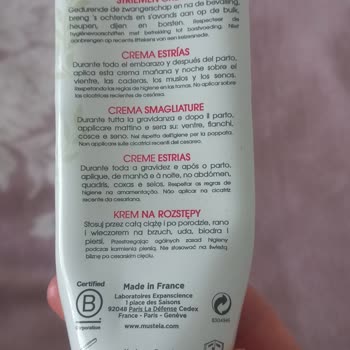 STRIEMEN
Gedurende zwangerschap en na de bevalling,
breng 's ochtends en s'avonds aan op de buik,
heupen, dijen en borsten. Respecteer de
hygiënevoorschriften met betrekking tot borstvoeding. Niet
aanbrengen op recente littekens van een keizersnede.
CREMA ESTRÍAS
Durante todo el embarazo y después del parto,
aplica esta crema mañana y noche sobre el
vientre, las caderas, los muslos y los senos.
Respetando las reglas de higiene en las tomas. No aplicar sobre
las cicatrices recientes de cesárea.
CREMA SMAGLIATURE
Durante tutta la gravidanza e dopo il parto,
applicare mattino e sera su: ventre, fianchi,
cosce e seno. Nel rispetto dell'igiene per la poppata.
Non applicare sulle cicatrici recenti del cesareo.
CREME ESTRIAS
Durante toda a gravidez e após o parto,
aplique, de manhã e à noite, no abdómen,
quadris, coxas e seios. Respeitar as regras de
higiene na amamentação. Não aplicar na cicatriz
recente da cesariana.
KREM NA ROZSTĘPY
Stosuj przez całą ciążę i po porodzie, rano
i wieczorem na brzuch, uda, biodra i
piersi. Przestrzegając ogólnych zasad higieny
podczas karmienia piersią. Nie stosować na świeżą
bliznę po cesarskim cięciu.
Certified
B
Corporation
Made in France
Laboratoires Expanscience
1 place des Saisons
92048 Paris La Défense Cedex
France - Paris - Genève
www.mustela.com